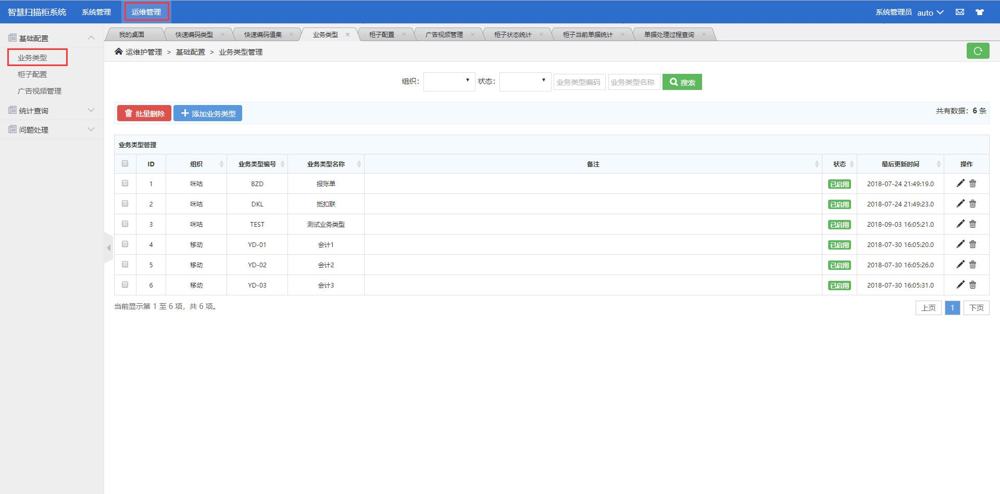 智慧扫描柜系统 系统管理 运维管理 系统管理员 auto
我的桌面 快速编码类型 快速编码值集 业务类型 柜子配置 广告视频管理 柜子状态统计 柜子当前单据统计 单据处理过程查询
基础配置
业务类型
柜子配置
广告视频管理
统计查询
问题处理
运维护管理 > 基础配置 > 业务类型管理
组织: 状态: 业务类型编码 业务类型名称 搜索
批量删除 添加业务类型 共有数据：6 条
业务类型管理
ID 组织 业务类型编号 业务类型名称 备注 状态 最后更新时间 操作
1 咪咕 BZD 报账单 已启用 2018-07-24 21:49:19.0
2 咪咕 DKL 抵扣联 已启用 2018-07-24 21:49:23.0
3 咪咕 TEST 测试业务类型 已启用 2018-09-03 16:05:21.0
4 移动 YD-01 会计1 已启用 2018-07-30 16:05:20.0
5 移动 YD-02 会计2 已启用 2018-07-30 16:05:26.0
6 移动 YD-03 会计3 已启用 2018-07-30 16:05:31.0
当前显示第 1 至 6 项，共 6 项。 上页 1 下页